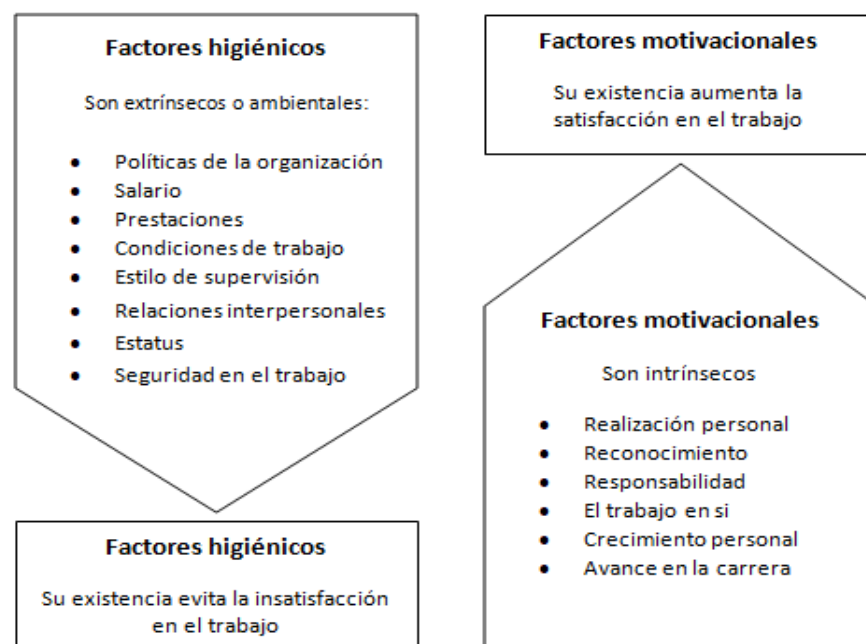 Factores higiénicos
Son extrínsecos o ambientales:
• Políticas de la organización
• Salario
• Prestaciones
• Condiciones de trabajo
• Estilo de supervisión
• Relaciones interpersonales
• Estatus
• Seguridad en el trabajo
Factores higiénicos
Su existencia evita la insatisfacción
en el trabajo
Factores motivacionales
Su existencia aumenta la
satisfacción en el trabajo
Factores motivacionales
Son intrínsecos
• Realización personal
• Reconocimiento
• Responsabilidad
• El trabajo en si
• Crecimiento personal
• Avance en la carrera